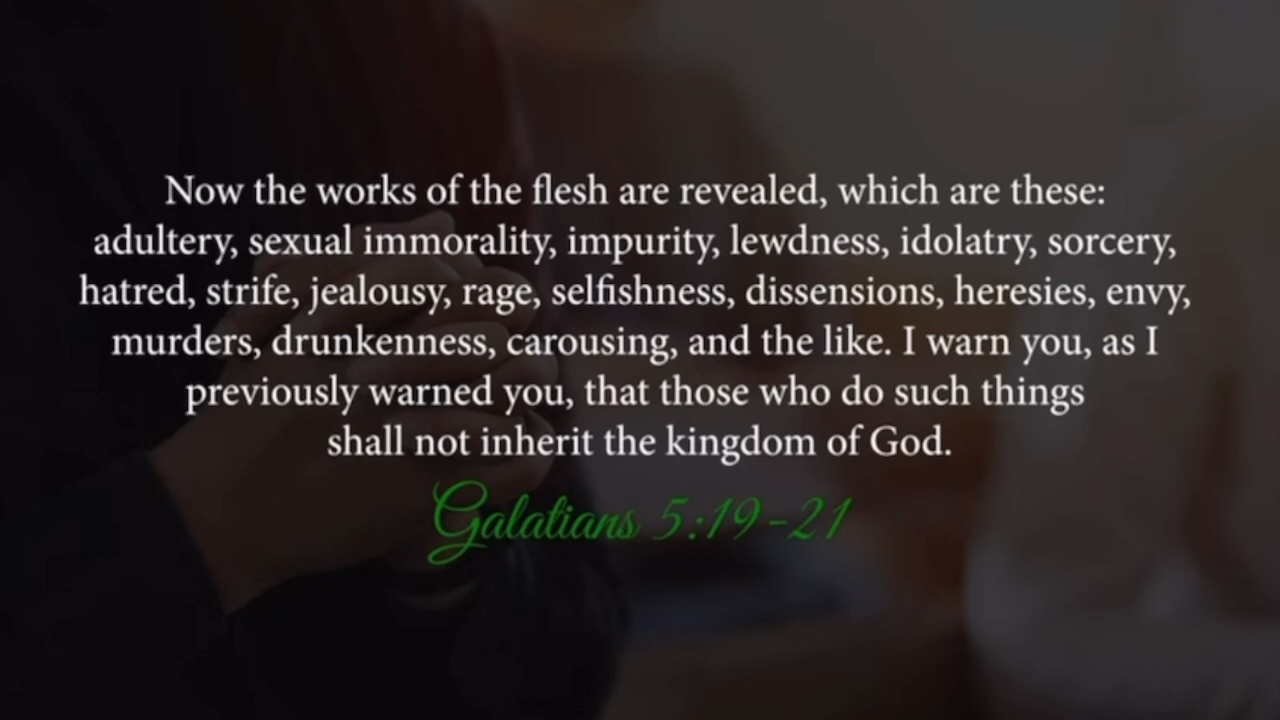 Now the works of the flesh are revealed, which are these:
adultery, sexual immorality, impurity, lewdness, idolatry, sorcery,
hatred, strife, jealousy, rage, selfishness, dissensions, heresies, envy,
murders, drunkenness, carousing, and the like. I warn you, as I
previously warned you, that those who do such things
shall not inherit the kingdom of God.
Galatians 5:19-21